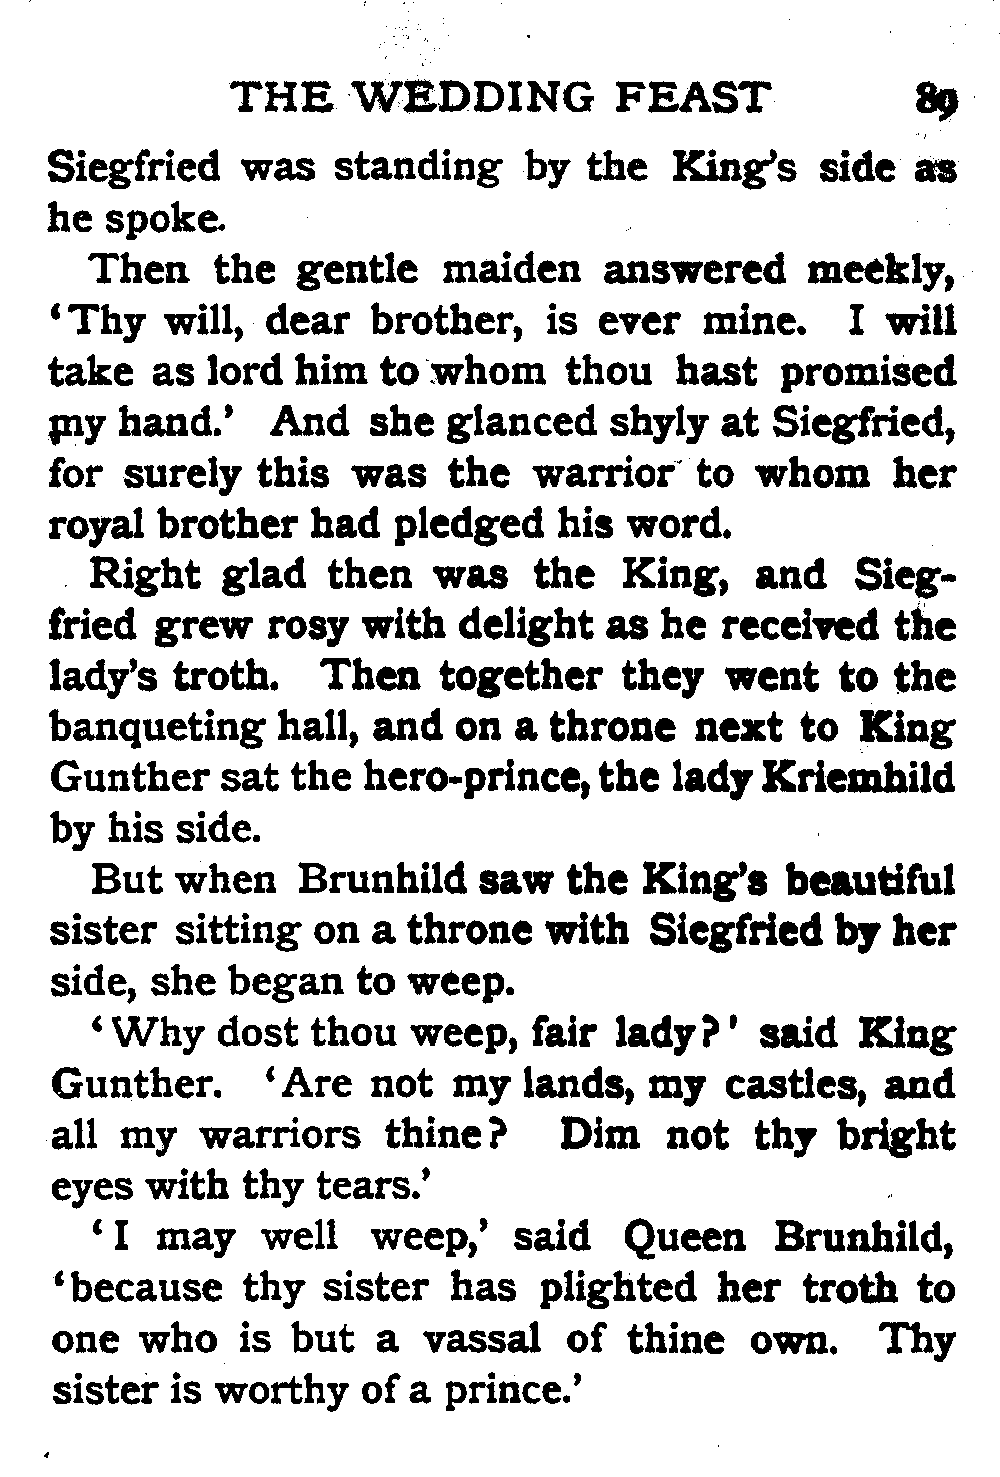 THE WEDDING FEAST 89
Siegfried was standing by the King's side as
he spoke.
Then the gentle maiden answered meekly,
‘Thy will, dear brother, is ever mine. I will
take as lord him to whom thou hast promised
my hand.’ And she glanced shyly at Siegfried,
for surely this was the warrior to whom her
royal brother had pledged his word.
Right glad then was the King, and Sieg-
fried grew rosy with delight as he received the
lady's troth. Then together they went to the
banqueting hall, and on a throne next to King
Gunther sat the hero-prince, the lady Kriemhild
by his side.
But when Brunhild saw the King's beautiful
sister sitting on a throne with Siegfried by her
side, she began to weep.
‘Why dost thou weep, fair lady?’ said King
Gunther. ‘Are not my lands, my castles, and
all my warriors thine? Dim not thy bright
eyes with thy tears.’
‘I may well weep,’ said Queen Brunhild,
‘because thy sister has plighted her troth to
one who is but a vassal of thine own. Thy
sister is worthy of a prince.’